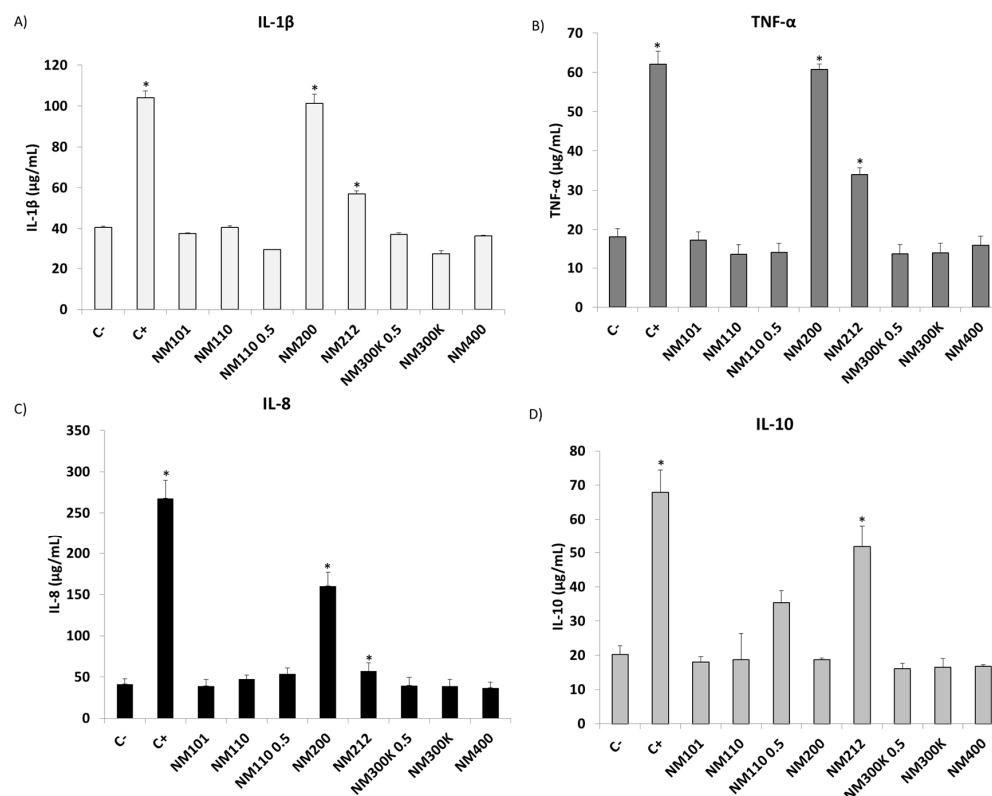 A)
IL-1β
120
100
80
60
40
20
0
IL-1β (µg/mL)
*
*
*
C-
C+
NM101
NM110
NM110 0.5
NM200
NM212
NM300K 0.5
NM300K
NM400
B)
TNF-α
70
60
50
40
30
20
10
0
TNF-α (µg/mL)
*
*
*
C-
C+
NM101
NM110
NM110 0.5
NM200
NM212
NM300K 0.5
NM300K
NM400
C)
IL-8
350
300
250
200
150
100
50
0
IL-8 (µg/mL)
*
*
*
C-
C+
NM101
NM110
NM110 0.5
NM200
NM212
NM300K 0.5
NM300K
NM400
D)
IL-10
80
70
60
50
40
30
20
10
0
IL-10 (µg/mL)
*
*
C-
C+
NM101
NM110
NM110 0.5
NM200
NM212
NM300K 0.5
NM300K
NM400